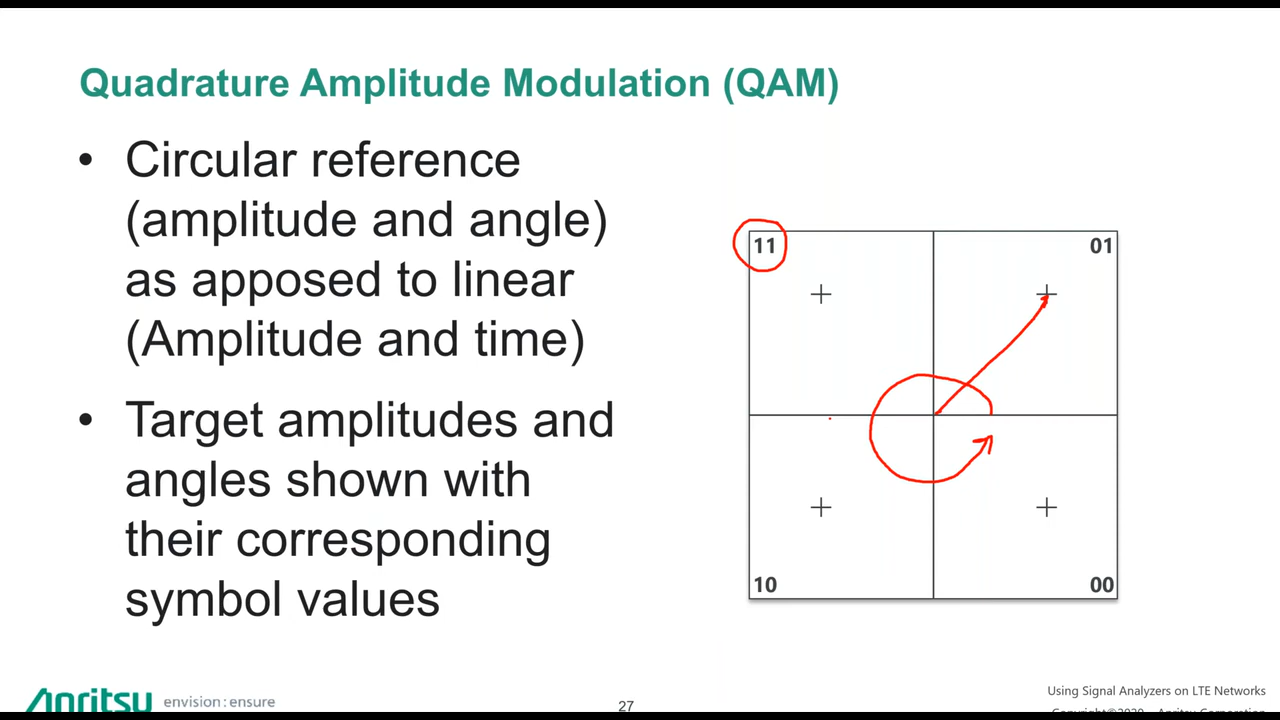 Quadrature Amplitude Modulation (QAM)
• Circular reference
(amplitude and angle)
as apposed to linear
(Amplitude and time)
• Target amplitudes and
angles shown with
their corresponding
symbol values
11
01
10
00
Anritsu envision : ensure
27
Using Signal Analyzers on LTE Networks
Copyright©2020 Anritsu Corporation